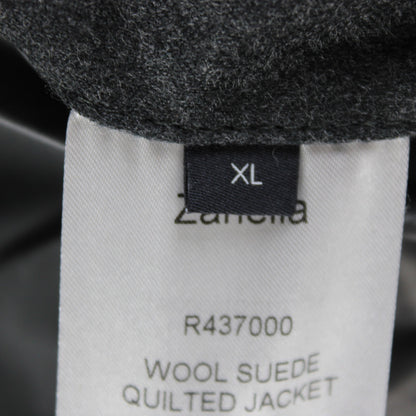 XL
Zanella
R437000
WOOL SUEDE
QUILTED JACKET